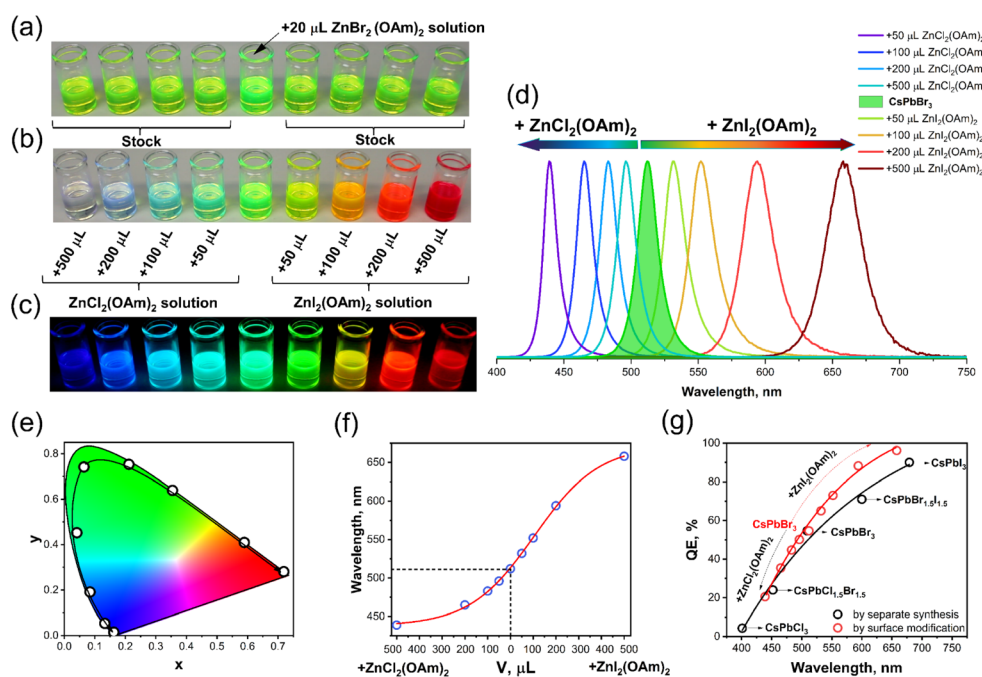 (a)
+20 µL ZnBr2 (OAm)2 solution
Stock
Stock
(b)
+500 µL
+200 µL
+100 µL
+50 µL
+50 µL
+100 µL
+200 µL
+500 µL
ZnCl2(OAm)2 solution
ZnI2(OAm)2 solution
(c)
(d)
+50 µL ZnCl2(OAm)2
+100 µL ZnCl2(OAm
+200 µL ZnCl2(OAm
+500 µL ZnCl2(OAm
CsPbBr3
+50 µL ZnI2(OAm)2
+100 µL ZnI2(OAm)2
+200 µL ZnI2(OAm)2
+500 µL ZnI2(OAm)2
+ ZnCl2(OAm)2
+ ZnI2(OAm)2
400 450 500 550 600 650 700 750
Wavelength, nm
(e)
0.8
0.6
0.4
0.2
0.0
y
0.0 0.1 0.2 0.3 0.4 0.5 0.6 0.7
x
(f)
650
600
550
500
450
Wavelength, nm
500 400 300 200 100 0 100 200 300 400 500
+ZnCl2(OAm)2
V, µL
+ZnI2(OAm)2
(g)
100
80
60
40
20
0
QE, %
+ZnI2(OAm)2
+ZnCl2(OAm)2
CsPbI3
CsPbBr1.5I1.5
CsPbBr3
CsPbBr3
CsPbCl1.5Br1.5
CsPbCl3
by separate synthesis
by surface modification
400 450 500 550 600 650 700
Wavelength, nm